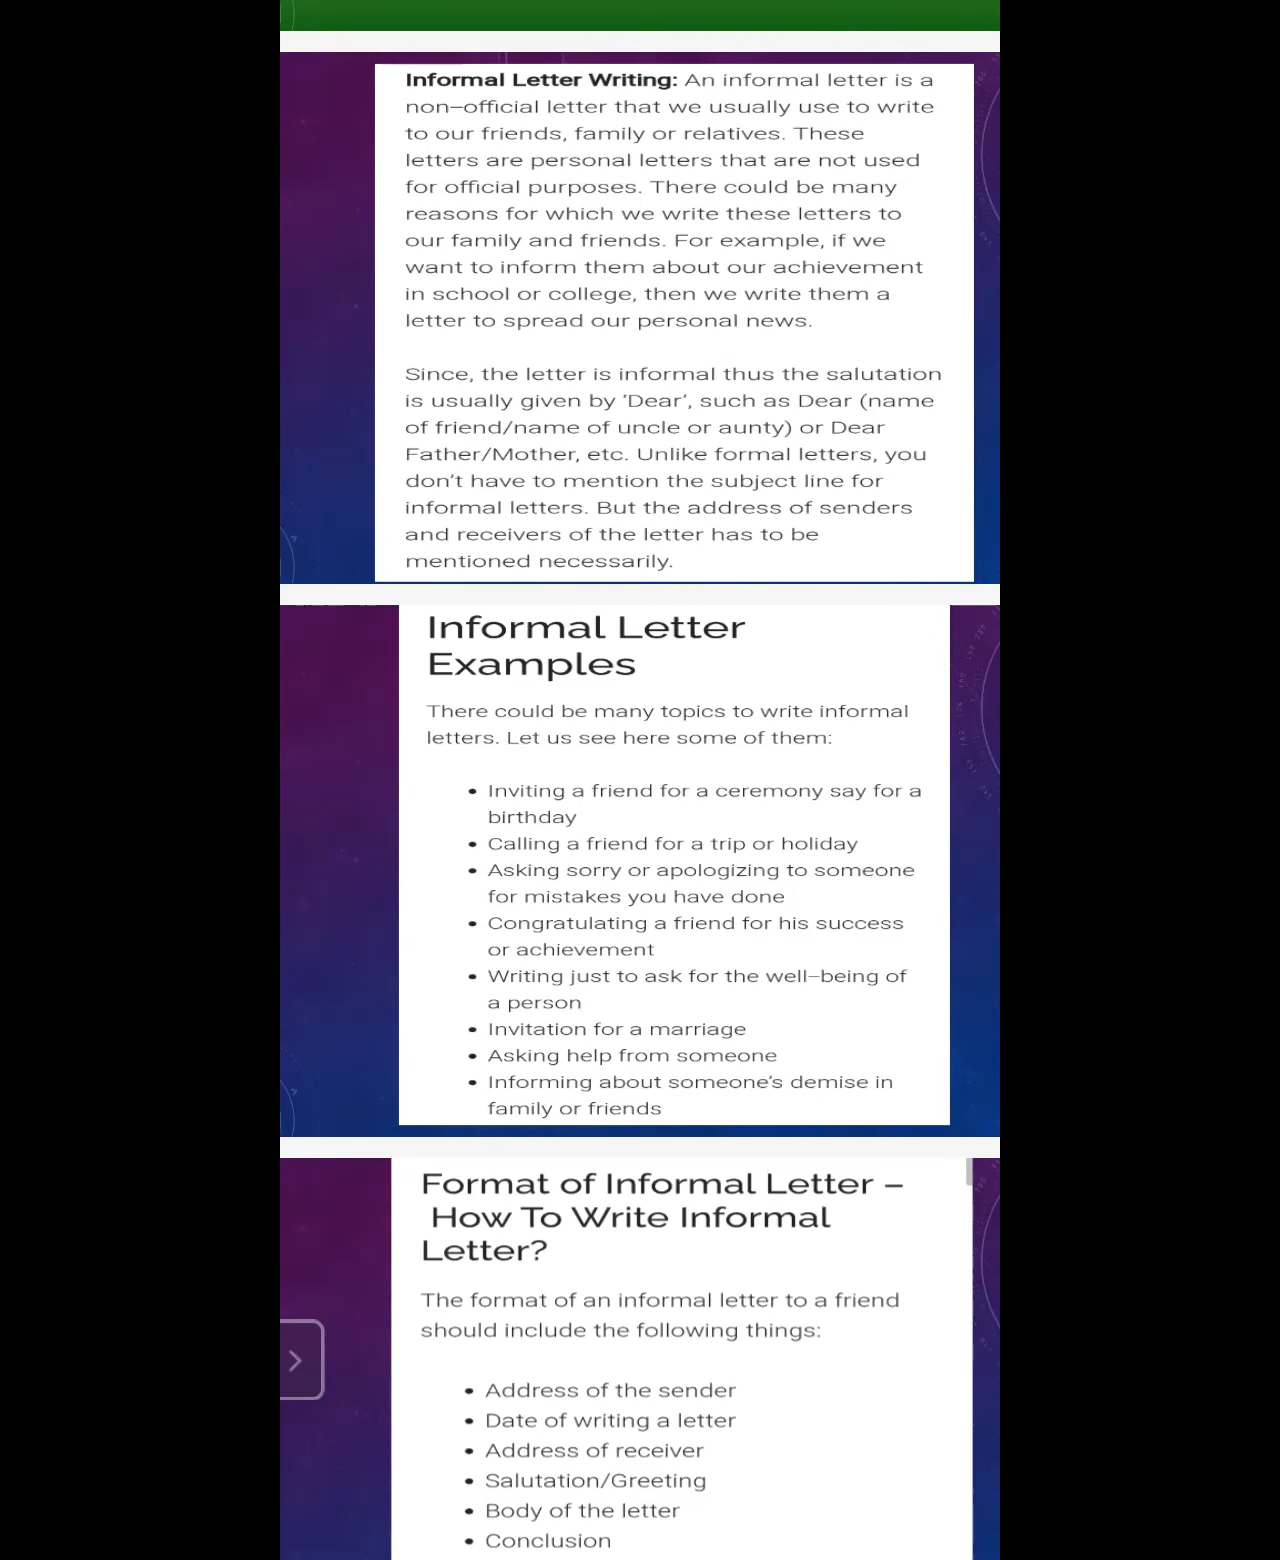 Informal Letter Writing: An informal letter is a
non–official letter that we usually use to write
to our friends, family or relatives. These
letters are personal letters that are not used
for official purposes. There could be many
reasons for which we write these letters to
our family and friends. For example, if we
want to inform them about our achievement
in school or college, then we write them a
letter to spread our personal news.
Since, the letter is informal thus the salutation
is usually given by ‘Dear’, such as Dear (name
of friend/name of uncle or aunty) or Dear
Father/Mother, etc. Unlike formal letters, you
don’t have to mention the subject line for
informal letters. But the address of senders
and receivers of the letter has to be
mentioned necessarily.
Informal Letter
Examples
There could be many topics to write informal
letters. Let us see here some of them:
• Inviting a friend for a ceremony say for a
birthday
• Calling a friend for a trip or holiday
• Asking sorry or apologizing to someone
for mistakes you have done
• Congratulating a friend for his success
or achievement
• Writing just to ask for the well–being of
a person
• Invitation for a marriage
• Asking help from someone
• Informing about someone’s demise in
family or friends
Format of Informal Letter –
How To Write Informal
Letter?
The format of an informal letter to a friend
should include the following things:
• Address of the sender
• Date of writing a letter
• Address of receiver
• Salutation/Greeting
• Body of the letter
• Conclusion